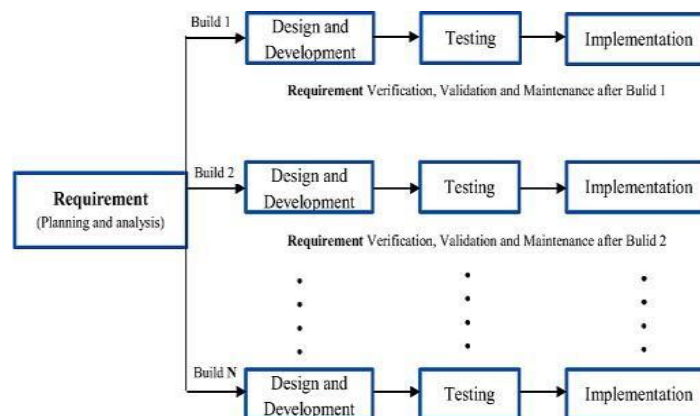 Build 1
Design and
Development
Testing
Implementation
Requirement Verification, Validation and Maintenance after Bulid 1
Build 2
Design and
Development
Testing
Implementation
Requirement
(Planning and analysis)
Requirement Verification, Validation and Maintenance after Bulid 2
Build N
Design and
Development
Testing
Implementation